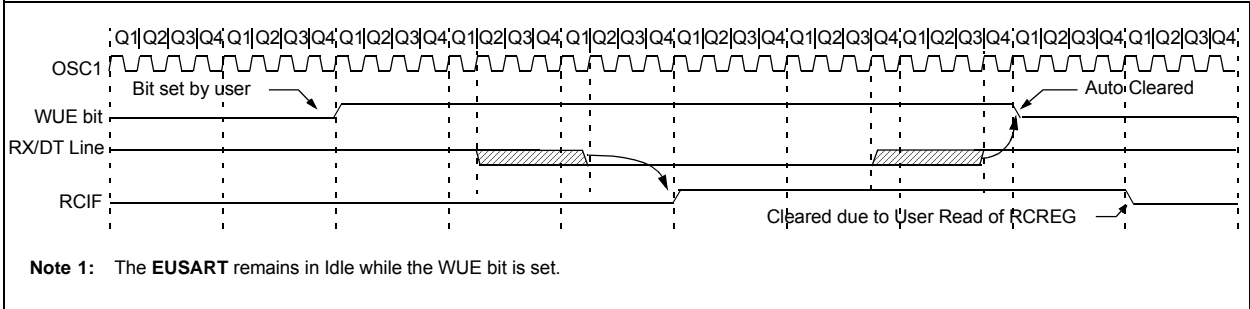 Q1 Q2 Q3 Q4 Q1 Q2 Q3 Q4 Q1 Q2 Q3 Q4 Q1 Q2 Q3 Q4 Q1 Q2 Q3 Q4 Q1 Q2 Q3 Q4 Q1 Q2 Q3 Q4 Q1 Q2 Q3 Q4 Q1 Q2 Q3 Q4 Q1 Q2 Q3 Q4
OSC1
Bit set by user
Auto Cleared
WUE bit
RX/DT Line
RCIF
Cleared due to User Read of RCREG
Note 1: The EUSART remains in Idle while the WUE bit is set.